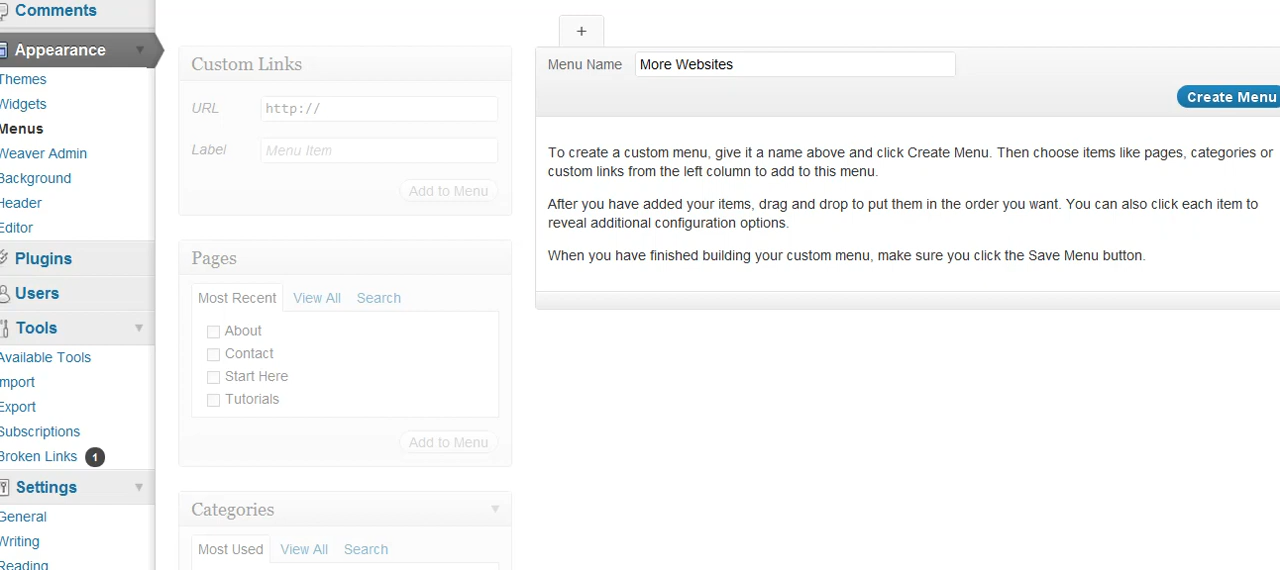 Comments
Appearance
Themes
Widgets
Menus
Weaver Admin
Background
Header
Editor
Plugins
Users
Tools
Available Tools
mport
Export
Subscriptions
Broken Links 1
Settings
General
Writing
Reading
Custom Links
URL http://
Label Menu Item
Add to Menu
Pages
Most Recent View All Search
About
Contact
Start Here
Tutorials
Add to Menu
Categories
Most Used View All Search
+
Menu Name More Websites
Create Menu
To create a custom menu, give it a name above and click Create Menu. Then choose items like pages, categories or
custom links from the left column to add to this menu.
After you have added your items, drag and drop to put them in the order you want. You can also click each item to
reveal additional configuration options.
When you have finished building your custom menu, make sure you click the Save Menu button.